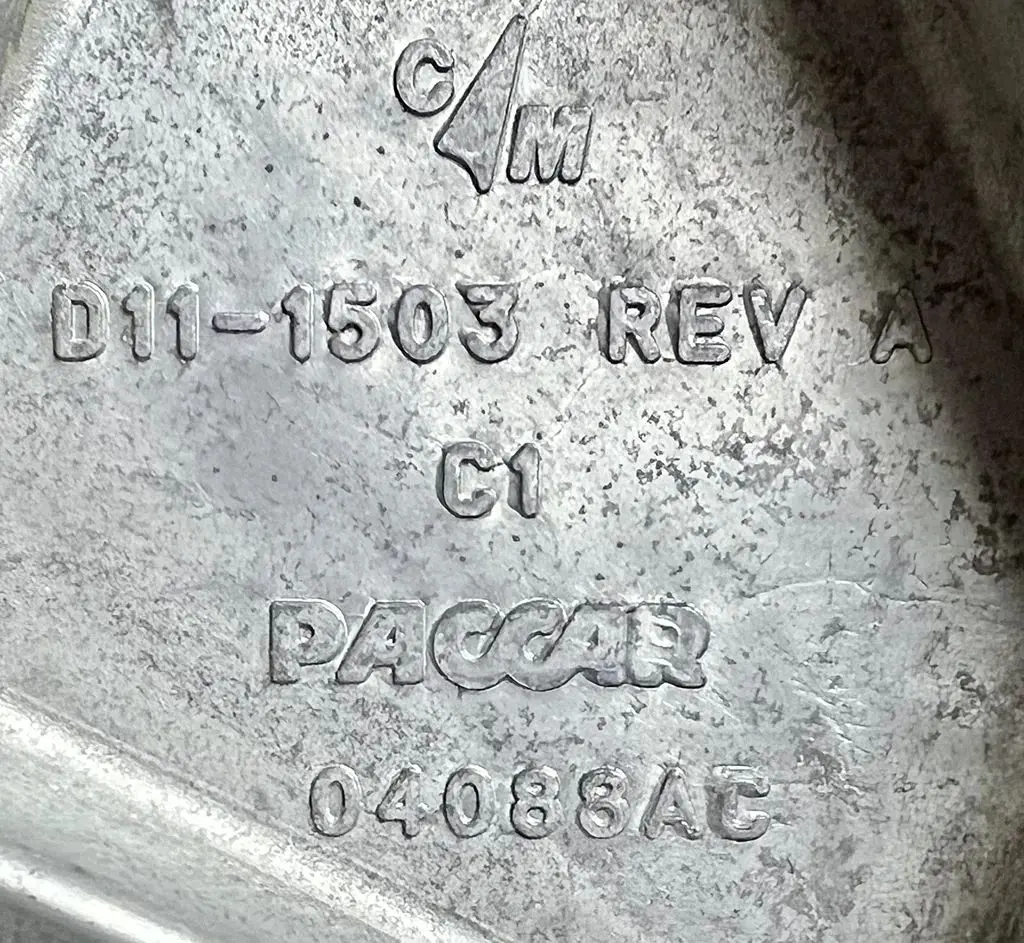 C M
D11-1503 REV A
C1
PACCAR
04088AC